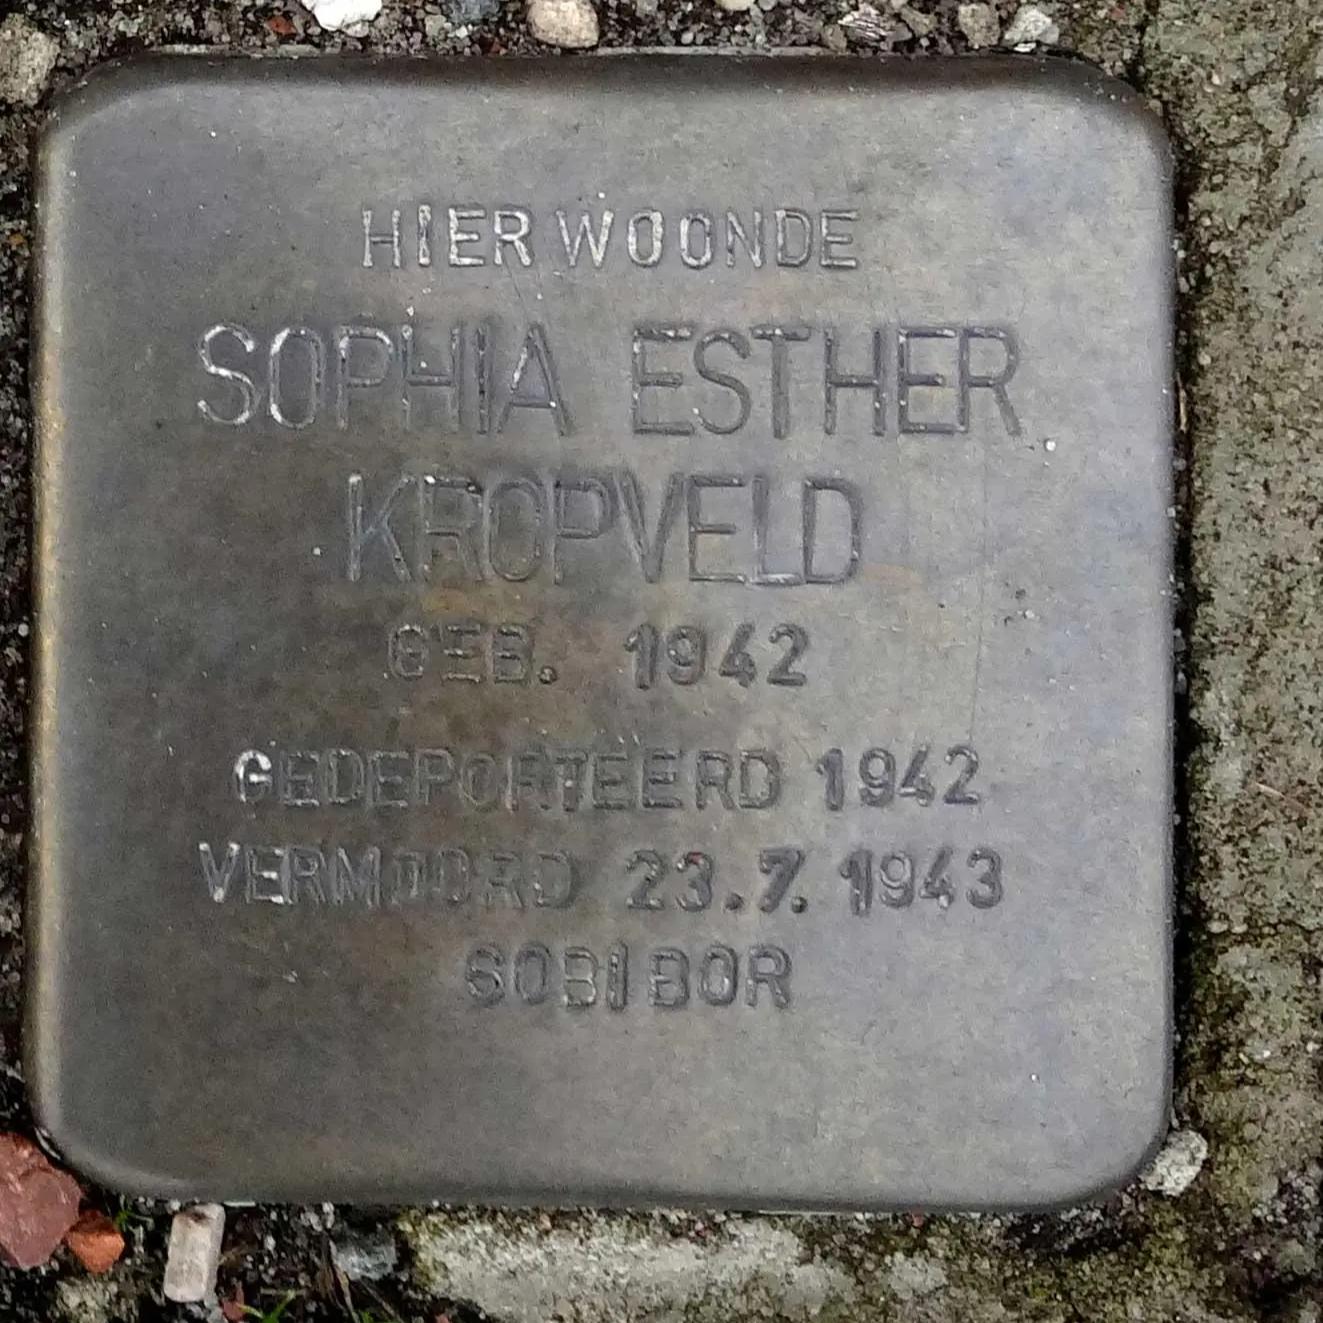 HIER WOONDE
SOPHIA ESTHER
KROPVELD
GEB. 1942
GEDEPORTEERD 1942
VERMOORD 23.7.1943
SOBIBOR